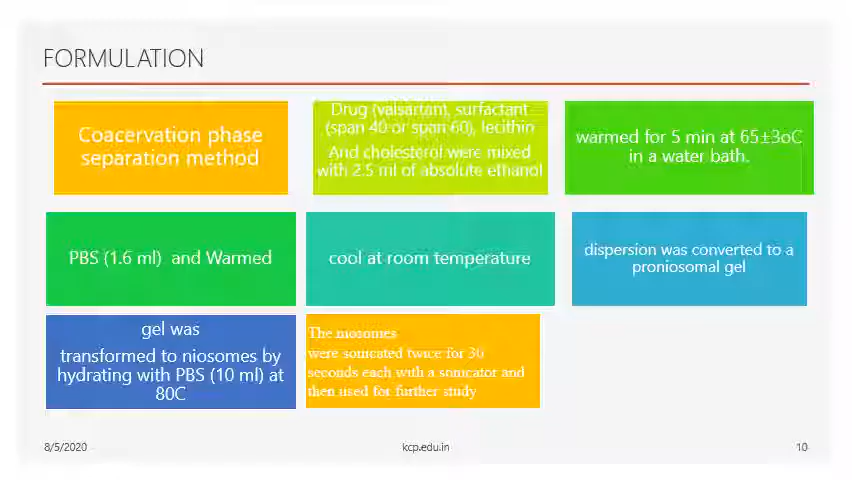 FORMULATION
Coacervation phase
separation method
Drug (valsartan), surfactant
(span 40 or span 60), lecithin
And cholesterol were mixed
with 2.5 ml of absolute ethanol
warmed for 5 min at 65±3oC
in a water bath.
PBS (1.6 ml) and Warmed
cool at room temperature
dispersion was converted to a
proniosomal gel
gel was
transformed to niosomes by
hydrating with PBS (10 ml) at
80C
The niosomes
were sonicated twice for 30
seconds each with a sonicator and
then used for further study
8/5/2020
kcp.edu.in
10